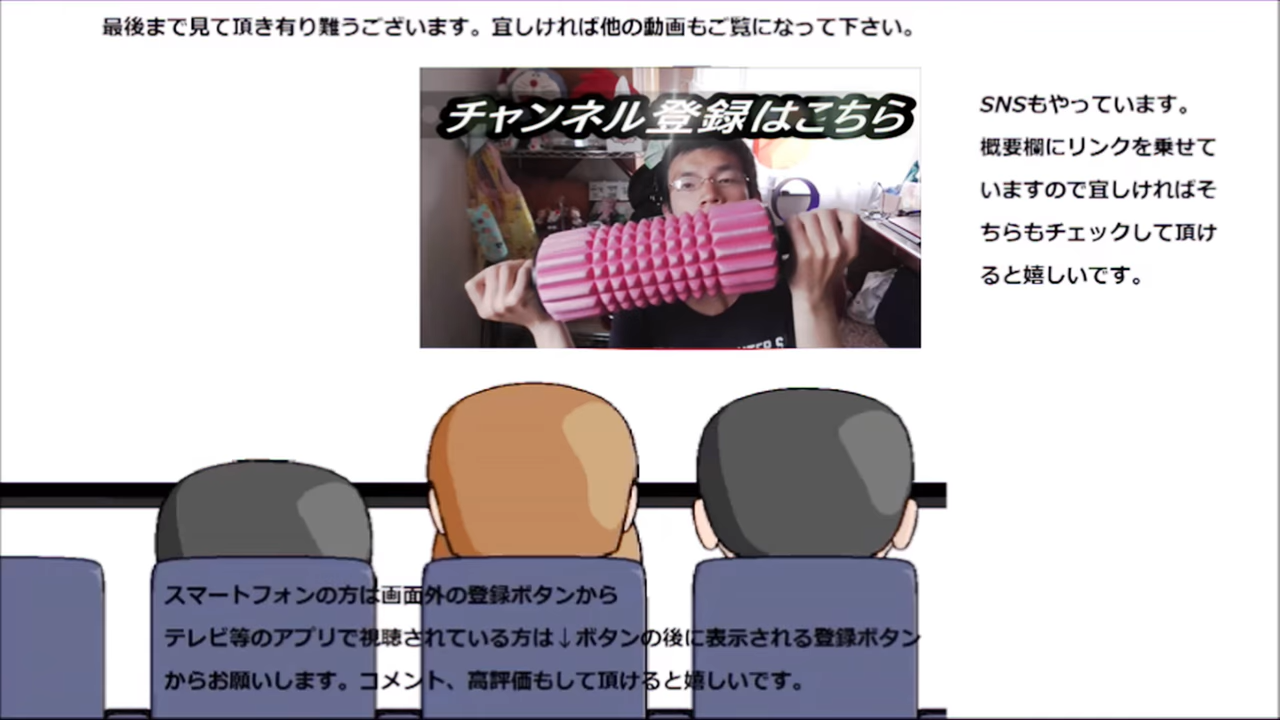 最後まで見て頂き有り難うございます。宜しければ他の動画もご覧になって下さい。
チャンネル登録はこちら
SNSもやっています。
概要欄にリンクを乗せて
いますので宜しければそ
ちらもチェックして頂け
ると嬉しいです。
スマートフォンの方は画面外の登録ボタンから
テレビ等のアプリで視聴されている方は↓ボタンの後に表示される登録ボタン
からお願いします。コメント、高評価もして頂けると嬉しいです。